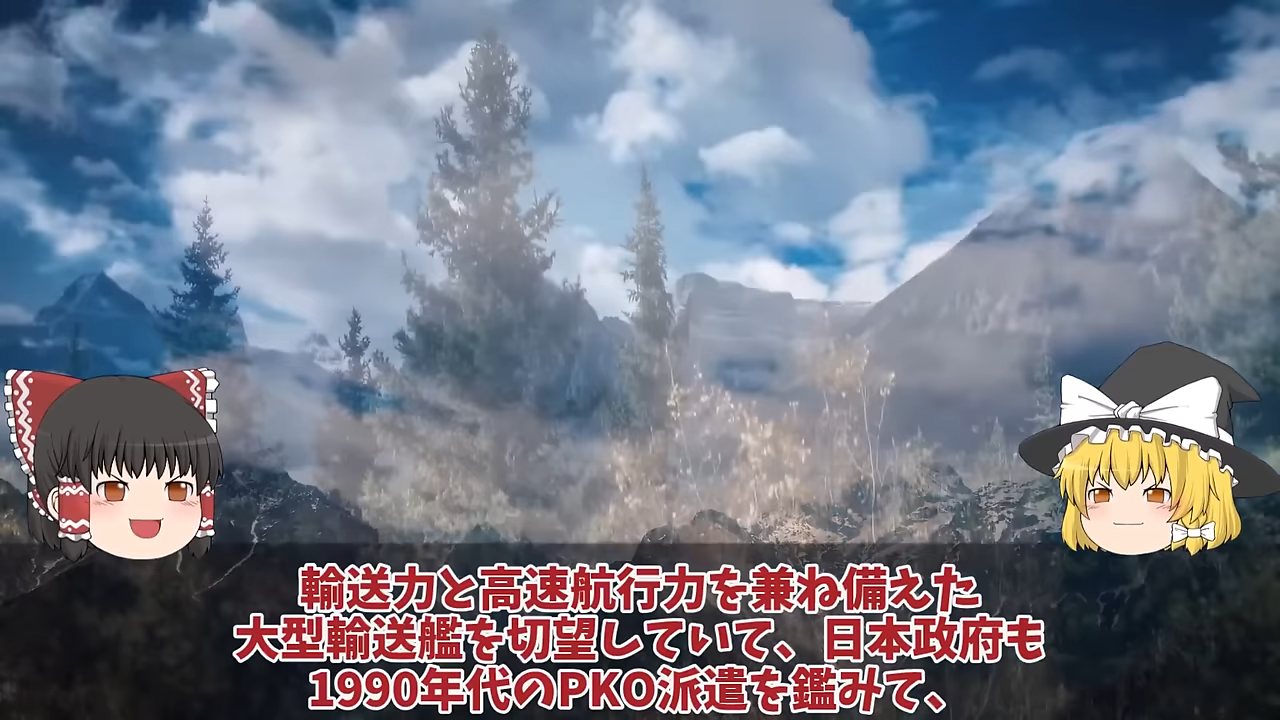 輸送力と高速航行力を兼ね備えた
大型輸送艦を切望していて、日本政府も
1990年代のPKO派遣を鑑みて、